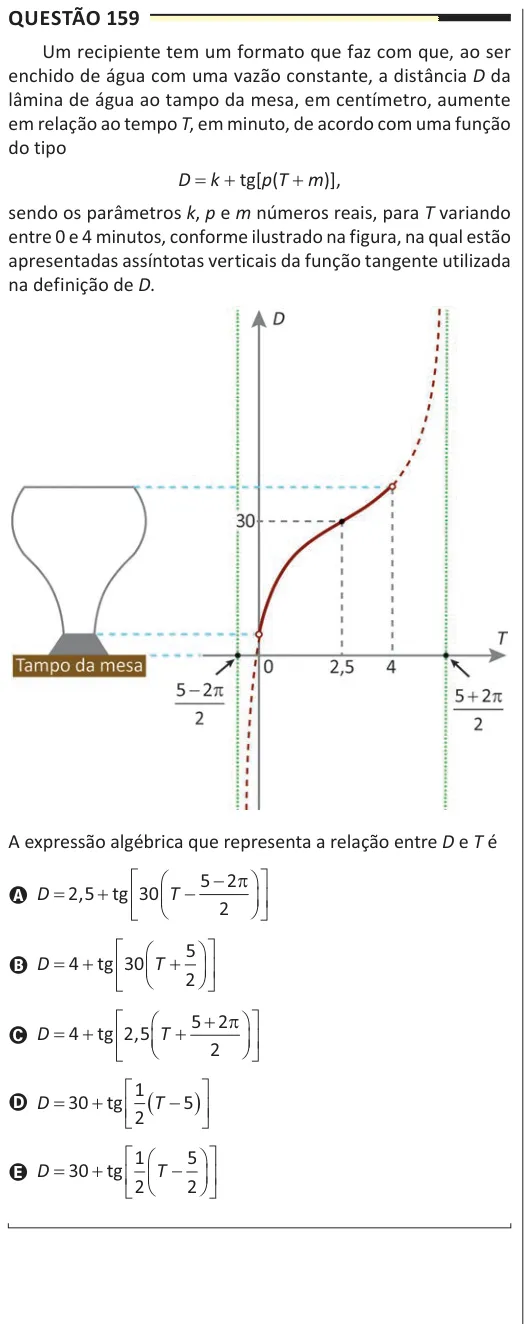 QUESTÃO 159
Um recipiente tem um formato que faz com que, ao ser
enchido de água com uma vazão constante, a distância D da
lâmina de água ao tampo da mesa, em centímetro, aumente
em relação ao tempo T, em minuto, de acordo com uma função
do tipo
D = k + tg[p(T + m)],
sendo os parâmetros k, p e m números reais, para T variando
entre 0 e 4 minutos, conforme ilustrado na figura, na qual estão
apresentadas assíntotas verticais da função tangente utilizada
na definição de D.
D
30
T
Tampo da mesa
0
2,5
4
5 − 2π
2
5 + 2π
2
A expressão algébrica que representa a relação entre D e T é
A D = 2,5 + tg[30(T − (5 − 2π)/2)]
B D = 4 + tg[30(T + 5/2)]
C D = 4 + tg[2,5(T + (5 + 2π)/2)]
D D = 30 + tg[1/2(T − 5)]
E D = 30 + tg[1/2(T − 5/2)]